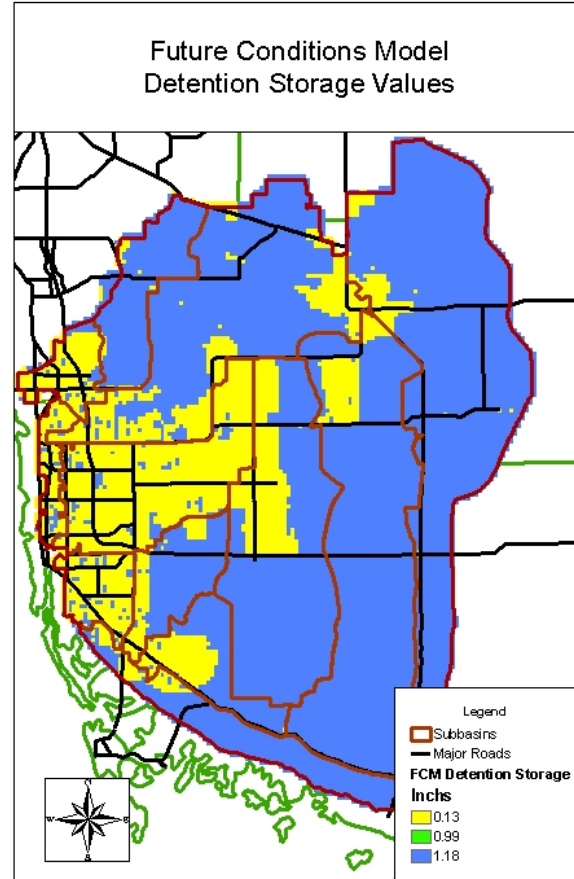 Future Conditions Model
Detention Storage Values
Legend
Subbasins
Major Roads
FCM Detention Storage
Inchs
0.13
0.99
1.18